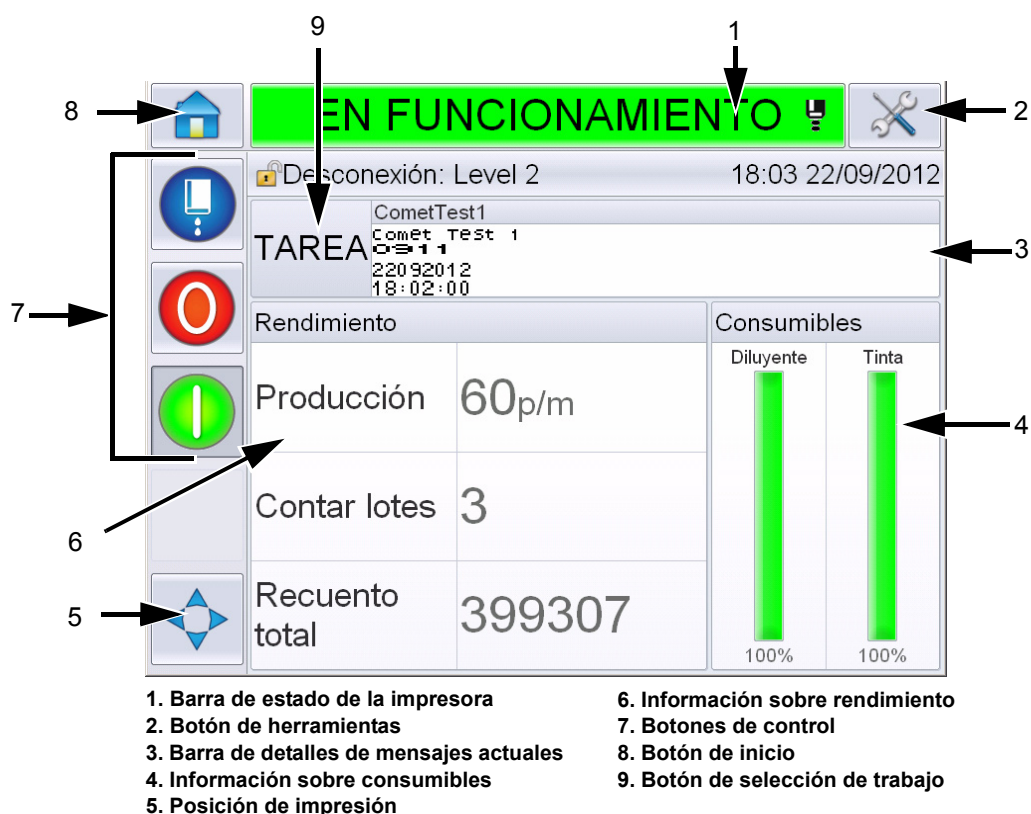 9
1
8
EN FUNCIONAMIENTO
2
Desconexión: Level 2
18:03 22/09/2012
CometTest1
TAREA
Comet Test 1
0911
22092012
18:02:00
3
7
Rendimiento
Consumibles
Diluyente
Tinta
Producción
60p/m
4
Contar lotes
3
6
Recuento
total
399307
5
100%
100%
1. Barra de estado de la impresora
2. Botón de herramientas
3. Barra de detalles de mensajes actuales
4. Información sobre consumibles
5. Posición de impresión
6. Información sobre rendimiento
7. Botones de control
8. Botón de inicio
9. Botón de selección de trabajo